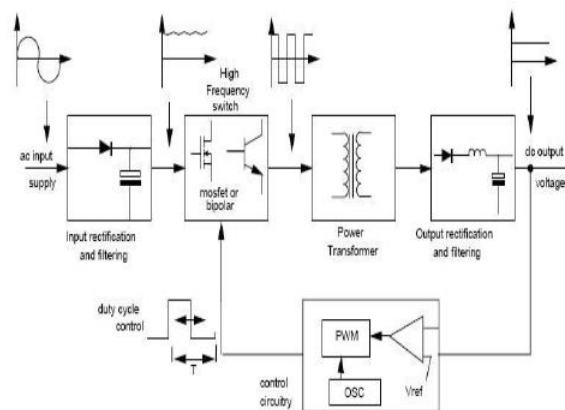 High
Frequency
switch
ac input
supply
mosfet or
bipolar
dc output
voltage
Input rectification
and filtering
Power
Transformer
Output rectification
and filtering
duty cycle
control
T
PWM
OSC
Vref
control
circuitry